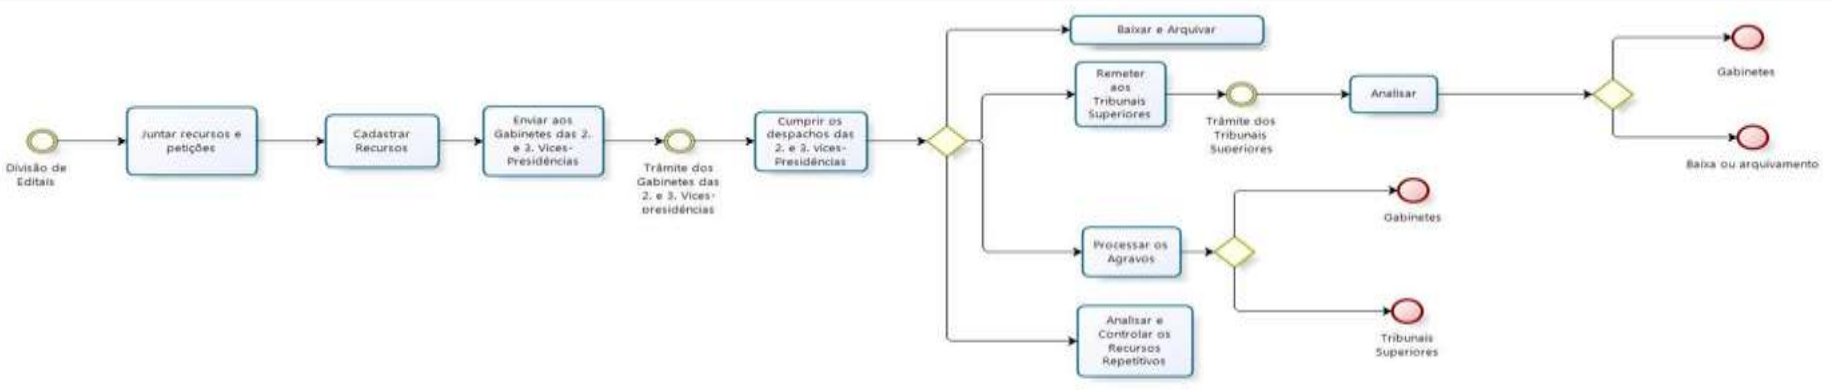 Divisão de
Editais
Juntar recursos e
petições
Cadastrar
Recursos
Enviar aos
Gabinetes das 2.
e 3. Vices-
Presidências
Trâmite dos
Gabinetes das
2. e 3. Vices-
presidências
Cumprir os
despachos das
2. e 3. vices-
Presidências
Baixar e Arquivar
Remeter
aos
Tribunais
Superiores
Trâmite dos
Tribunais
Superiores
Analisar
Gabinetes
Baixa ou arquivamento
Processar os
Agravos
Gabinetes
Tribunais
Superiores
Analisar e
Controlar os
Recursos
Repetitivos